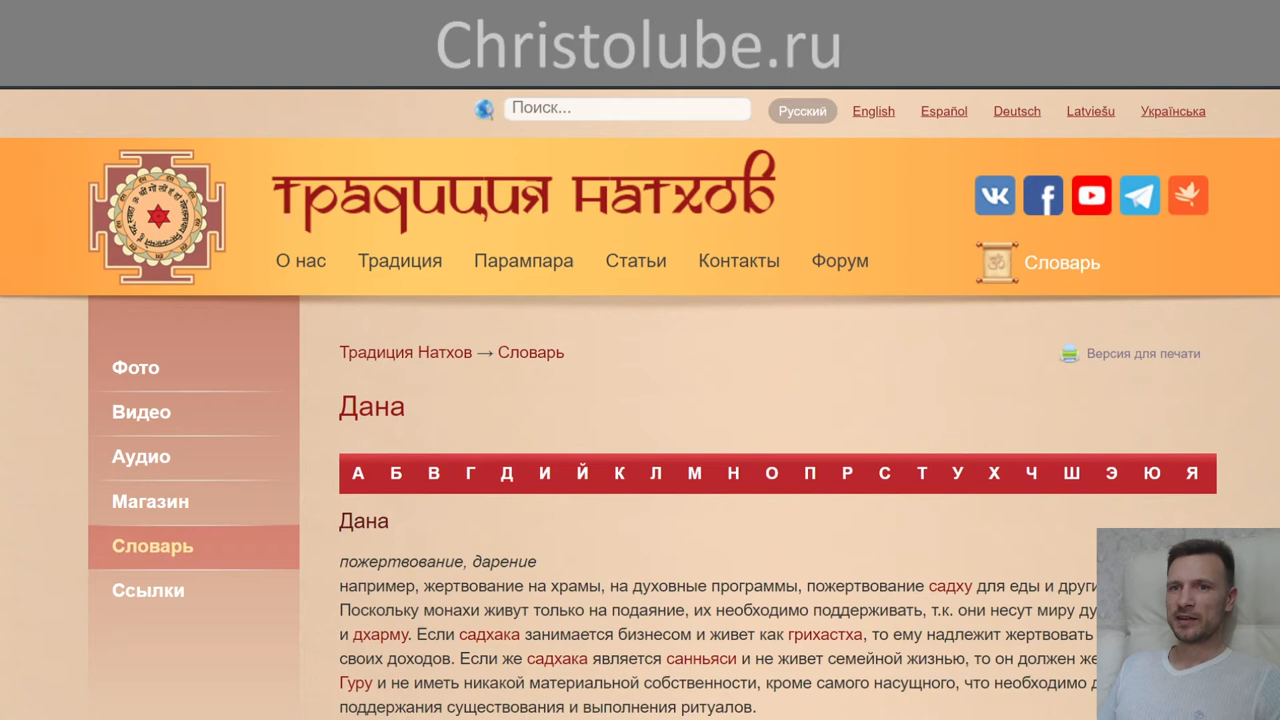 Christolube.ru
Поиск...
Русский English Español Deutsch Latviešu Українська
традиция натхов
О нас Традиция Парампара Статьи Контакты Форум
Словарь
Фото
Видео
Аудио
Магазин
Словарь
Ссылки
Традиция Натхов → Словарь
Версия для печати
Дана
А Б В Г Д И Й К Л М Н О П Р С Т У Х Ч Ш Э Ю Я
Дана
пожертвование, дарение
например, жертвование на храмы, на духовные программы, пожертвование садху для еды и
Поскольку монахи живут только на подаяние, их необходимо поддерживать, т.к. они несут миру
и дхарму. Если садхака занимается бизнесом и живет как грихастха, то ему надлежит жертвовать
своих доходов. Если же садхака является санньяси и не живет семейной жизнью, то он должен
Гуру и не иметь никакой материальной собственности, кроме самого насущного, что необходимо
поддержания существования и выполнения ритуалов.